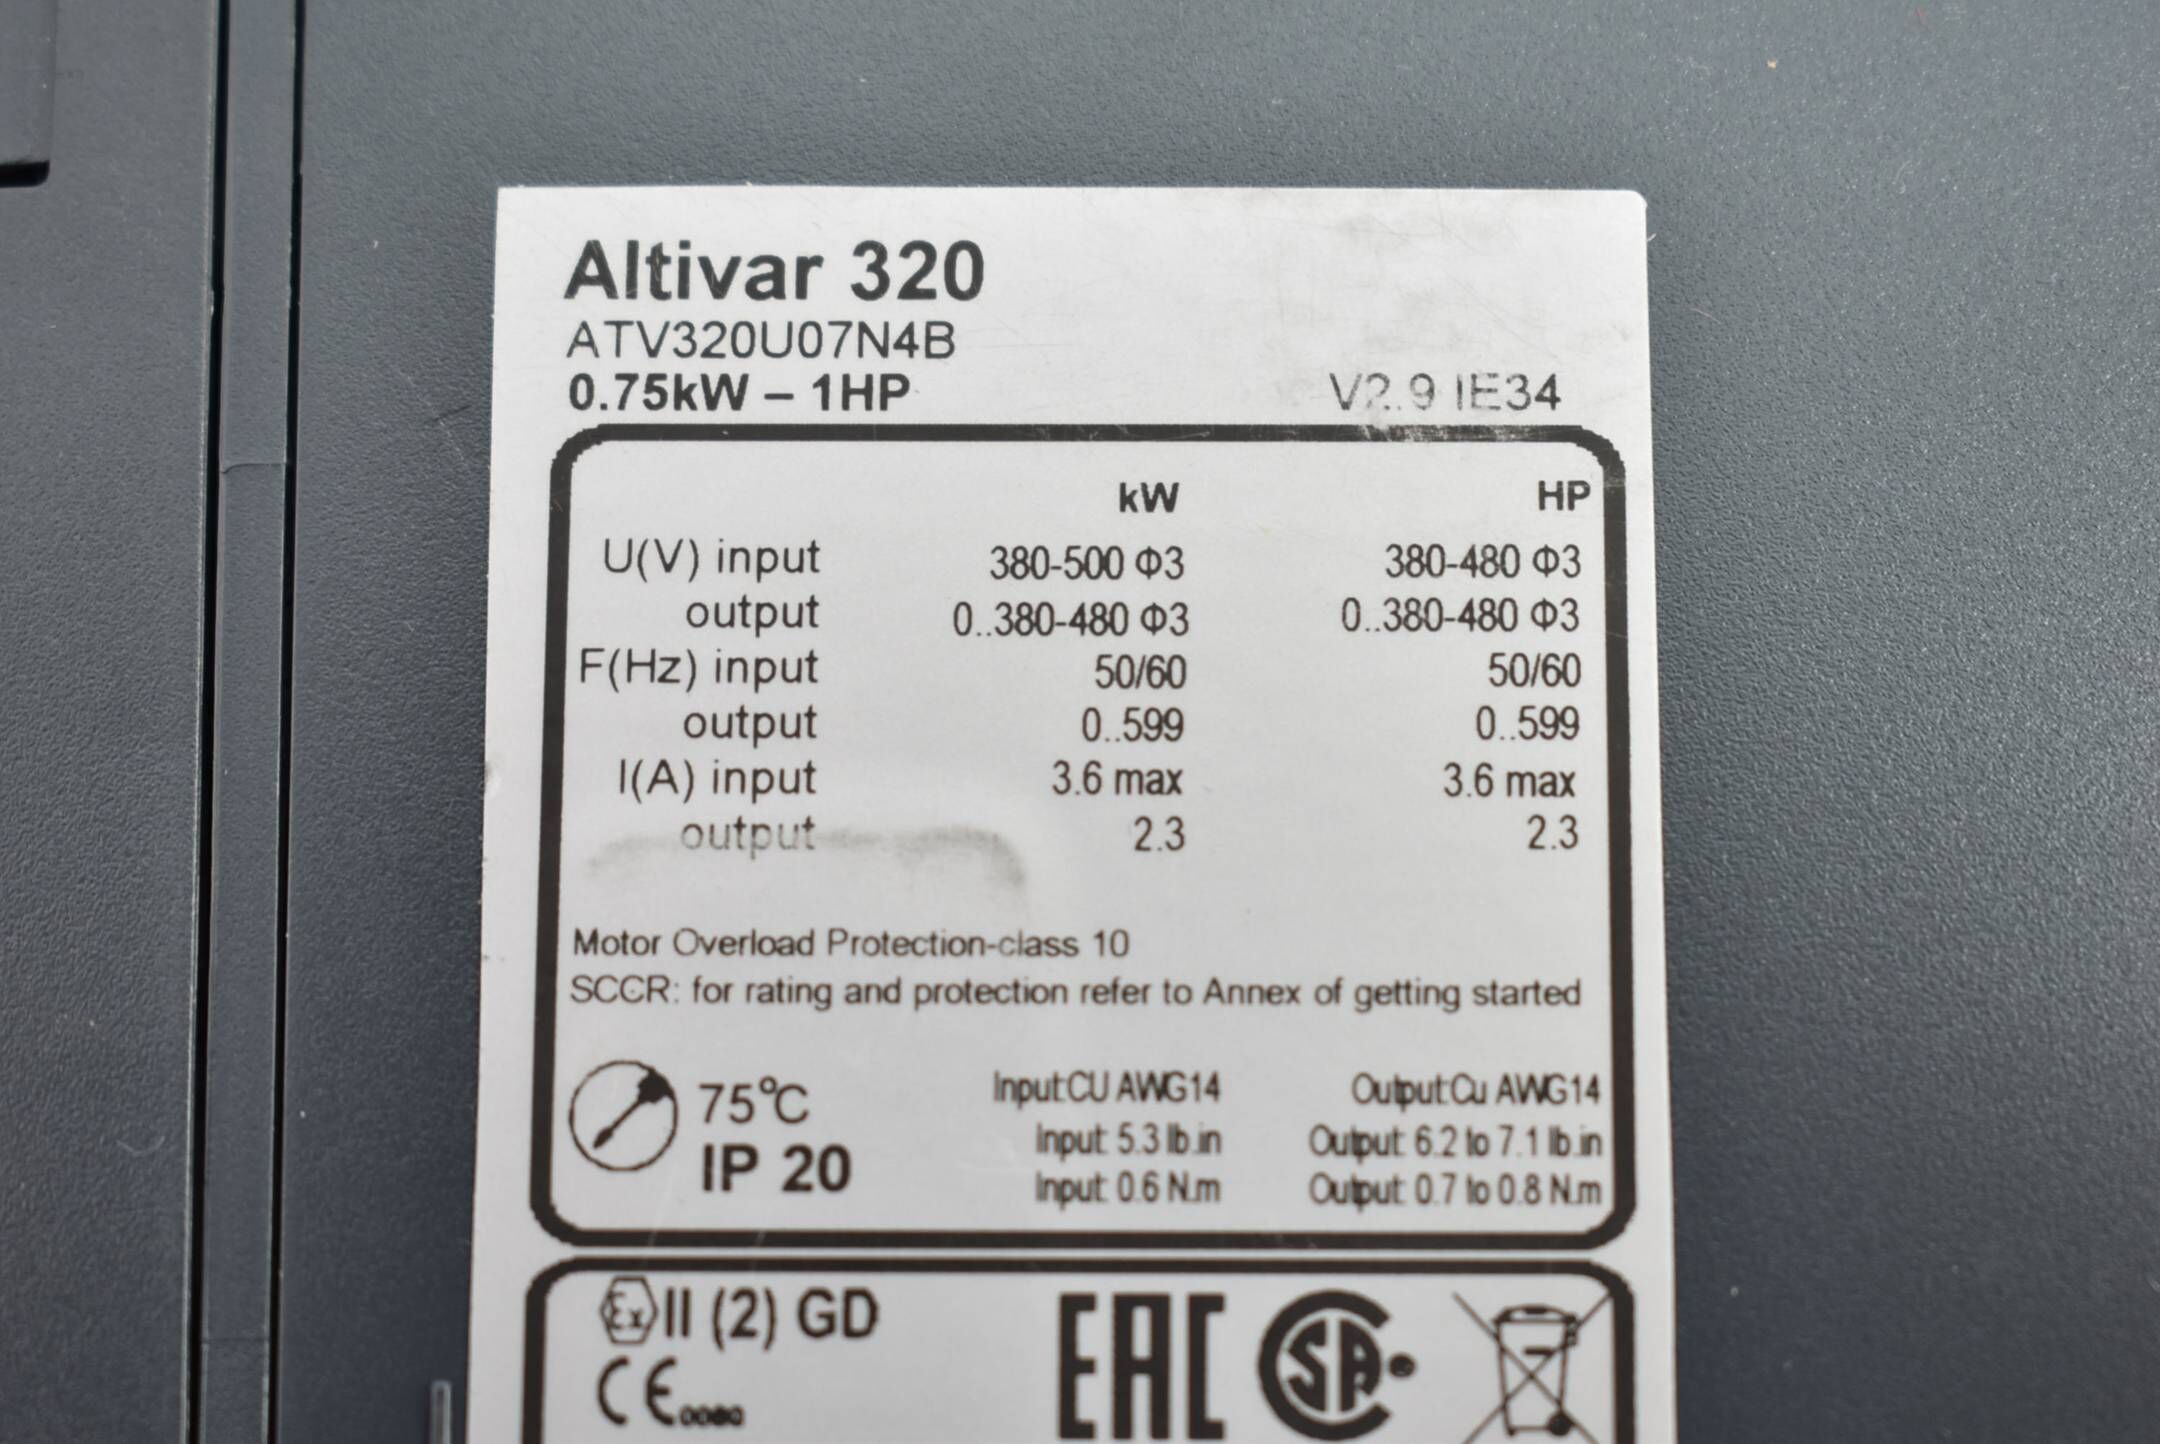 Altivar 320
ATV320U07N4B
0.75kW – 1HP V2.9 IE34
kW HP
U(V) input 380-500 Φ3 380-480 Φ3
output 0..380-480 Φ3 0..380-480 Φ3
F(Hz) input 50/60 50/60
output 0..599 0..599
I(A) input 3.6 max 3.6 max
output 2.3 2.3
Motor Overload Protection-class 10
SCCR: for rating and protection refer to Annex of getting started
75°C Input:CU AWG14 Output:Cu AWG14
Input: 5.3 lb.in Output: 6.2 to 7.1 lb.in
IP 20 Input: 0.6 N.m Output: 0.7 to 0.8 N.m
Ex II (2) GD
EAC SA
CE